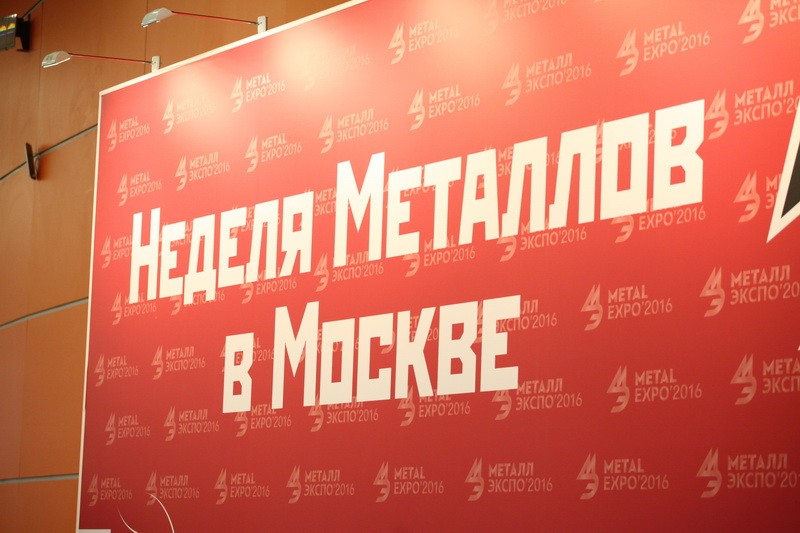 Неделя Металлов
в Москве
METAL
EXPO'2016
МЕТАЛЛ
ЭКСПО'2016